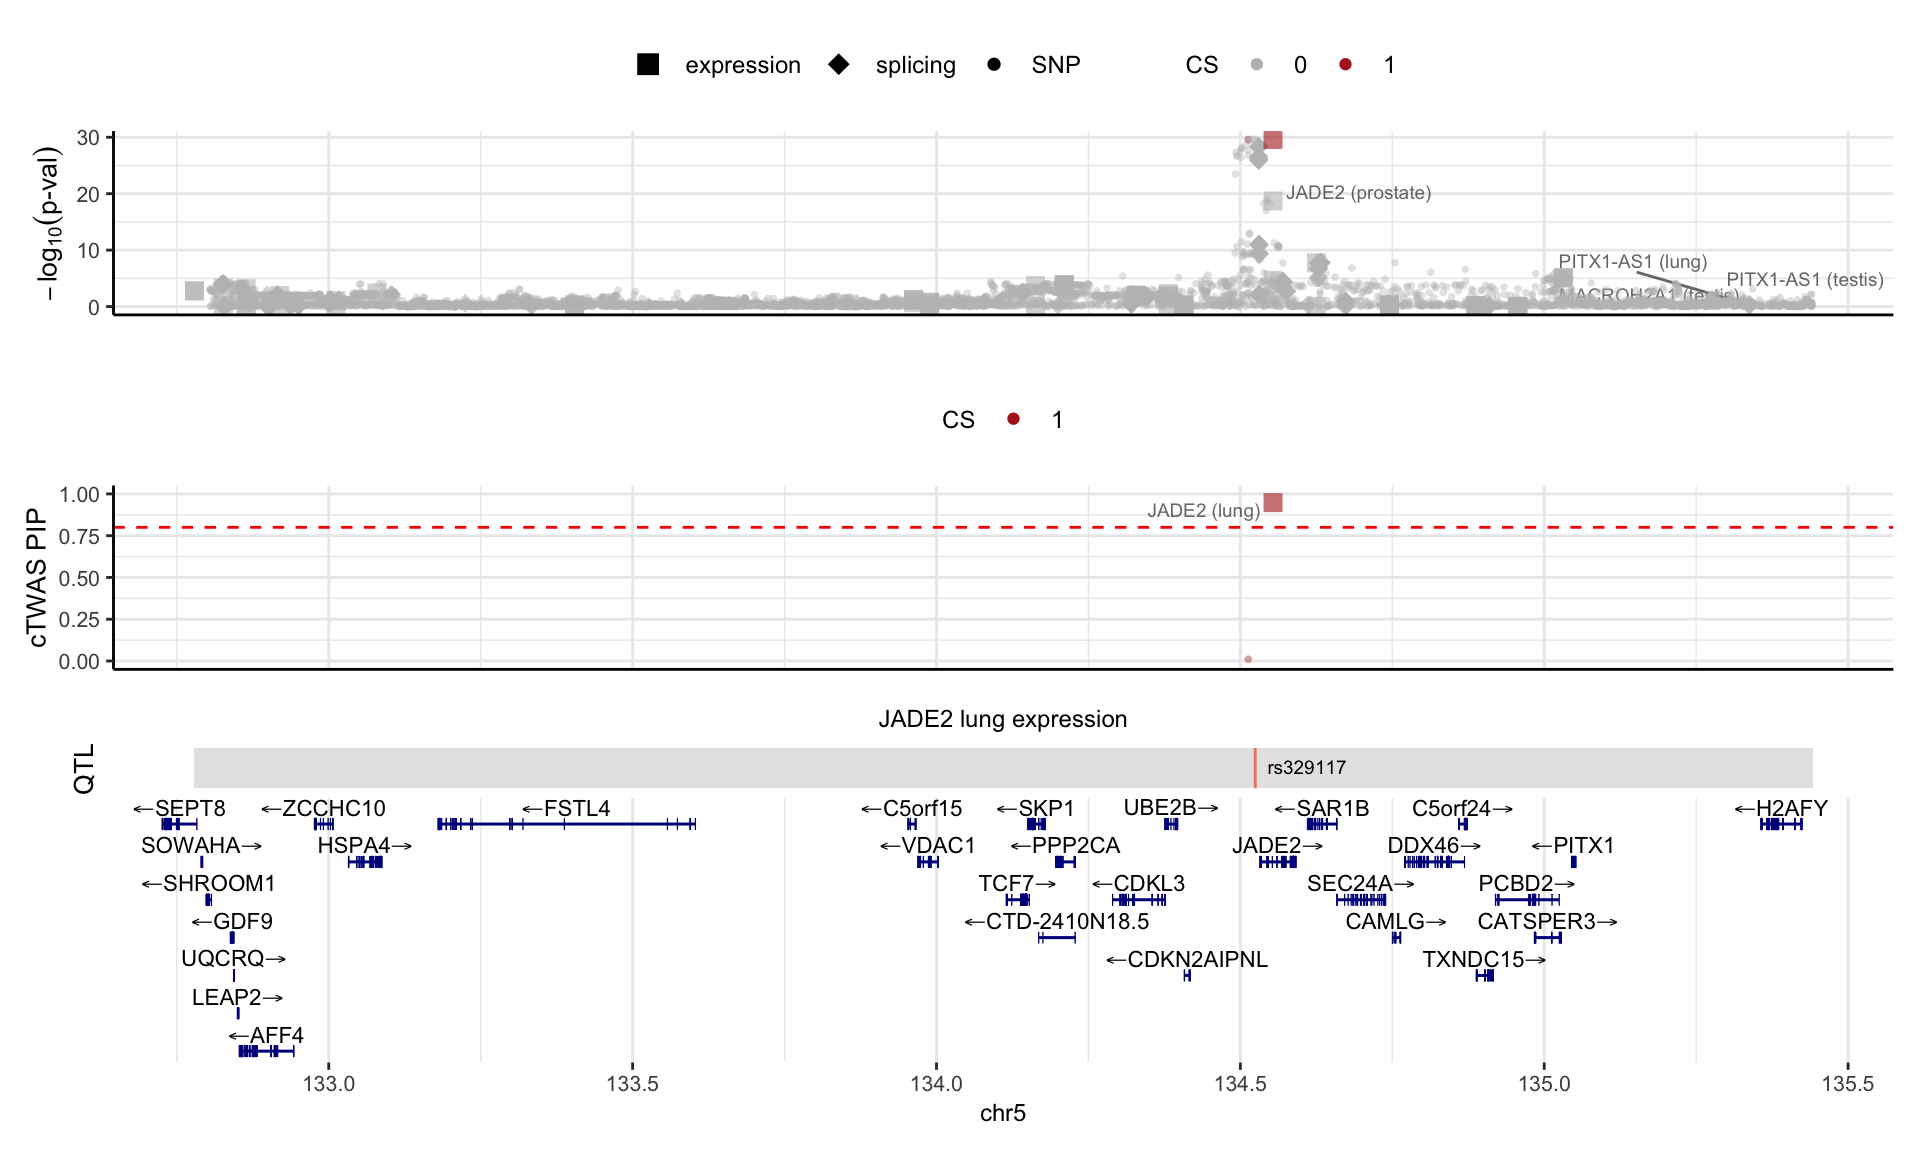 expression splicing SNP CS 0 1
30
20
10
0
−log10(p-val)
JADE2 (prostate)
PITX1-AS1 (lung)
PITX1-AS1 (testis)
MACROH2A1 (testis)
CS 1
1.00
0.75
0.50
0.25
0.00
cTWAS PIP
JADE2 (lung)
JADE2 lung expression
QTL
rs329117
←SEPT8 ←ZCCHC10 ←FSTL4 ←C5orf15 ←SKP1 UBE2B→ ←SAR1B C5orf24→ ←H2AFY
SOWAHA→ HSPA4→ ←VDAC1 ←PPP2CA JADE2→ DDX46→ ←PITX1
←SHROOM1 TCF7→ ←CDKL3 SEC24A→ PCBD2→
←GDF9 ←CTD-2410N18.5 CAMLG→ CATSPER3→
UQCRQ→ ←CDKN2AIPNL TXNDC15→
LEAP2→
←AFF4
133.0 133.5 134.0 134.5 135.0 135.5
chr5